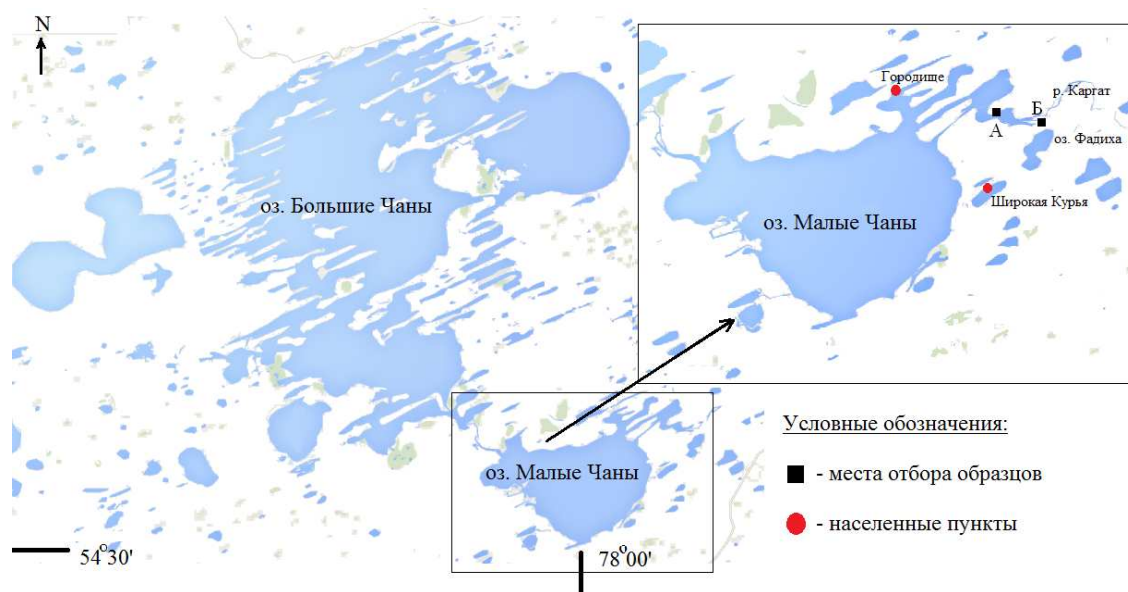 N
Городище
р. Каргат
Б
А
оз. Фадиха
оз. Большие Чаны
Широкая Курья
оз. Малые Чаны
Условные обозначения:
оз. Малые Чаны
- места отбора образцов
- населенные пункты
54°30'
78°00'